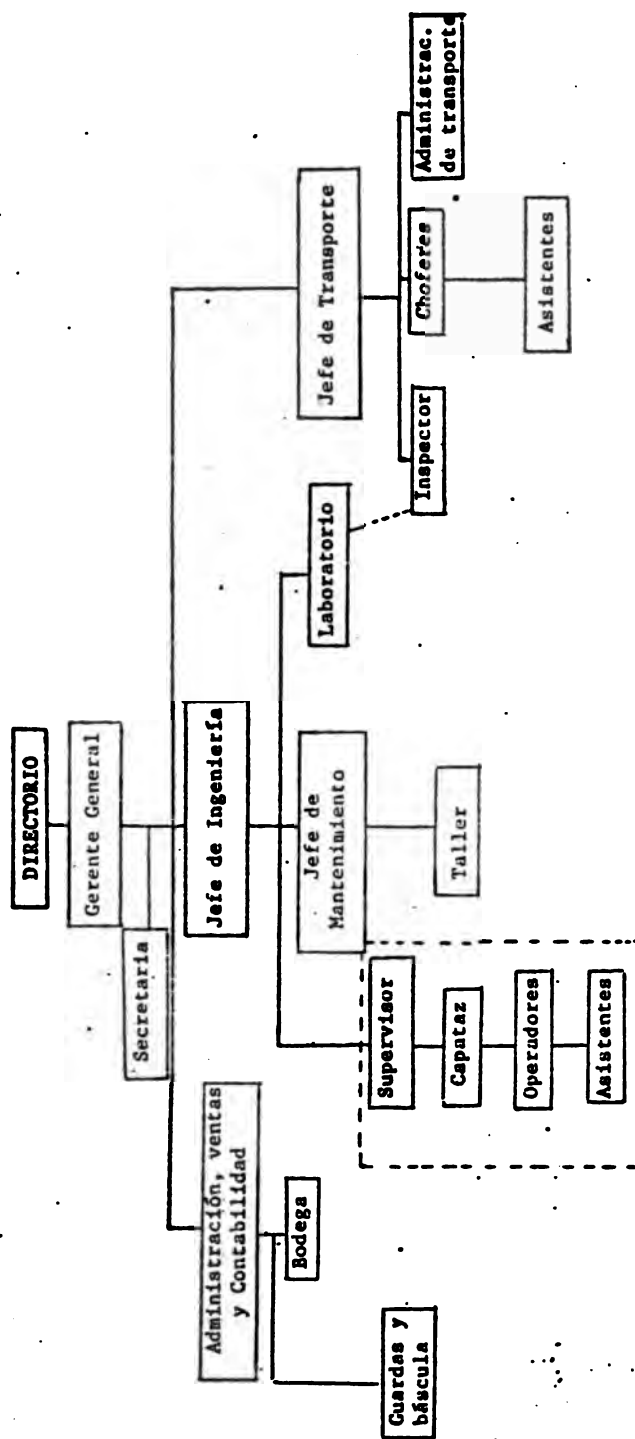 DIRECTORIO
Gerente General
Secretaria
Administración, ventas
y Contabilidad
Jefe de Ingeniería
Jefe de Transporte
Bodega
Guardas y
báscula
Supervisor
Capataz
Operadores
Asistentes
Jefe de
Mantenimiento
Taller
Laboratorio
Inspector
Choferes
Administrac.
de transporte
Asistentes